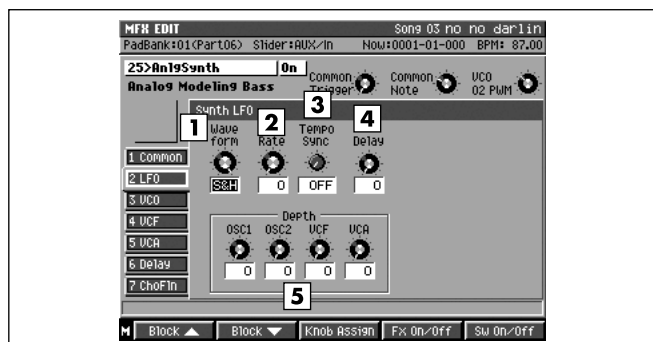 MFX EDIT Song 03 no no darlin
PadBank:01(Part06) Slider:AUX/In Now:0001-01-000 BPM: 87.00
25>AnlgSynth On
Analog Modeling Bass
Common Trigger
Common Note
VCO 02 PWM
Synth LFO
1 2 3 4
Wave form
Rate
Tempo Sync
Delay
S&H 0 OFF 0
1 Common
2 LFO
3 VCO
4 VCF
5 VCA
6 Delay
7 ChoFln
Depth
OSC1 OSC2 VCF VCA
0 0 0 0
5
M Block ▲ Block ▼ Knob Assign Fx On/Off Sw On/Off